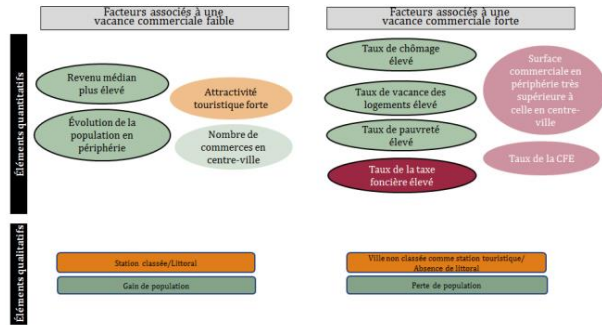 Facteurs associés à une
vacance commerciale faible
Facteurs associés à une
vacance commerciale forte
Éléments quantitatifs
Revenu médian
plus élevé
Attractivité
touristique forte
Évolution de la
population en
périphérie
Nombre de
commerces en
centre-ville
Taux de chômage
élevé
Taux de vacance des
logements élevé
Taux de pauvreté
élevé
Taux de la taxe
foncière élevé
Surface
commerciale en
périphérie très
supérieure à
celle en centre-
ville
Taux de la CFE
Éléments qualitatifs
Station classée/Littoral
Gain de population
Ville non classée comme station touristique/
Absence de littoral
Perte de population